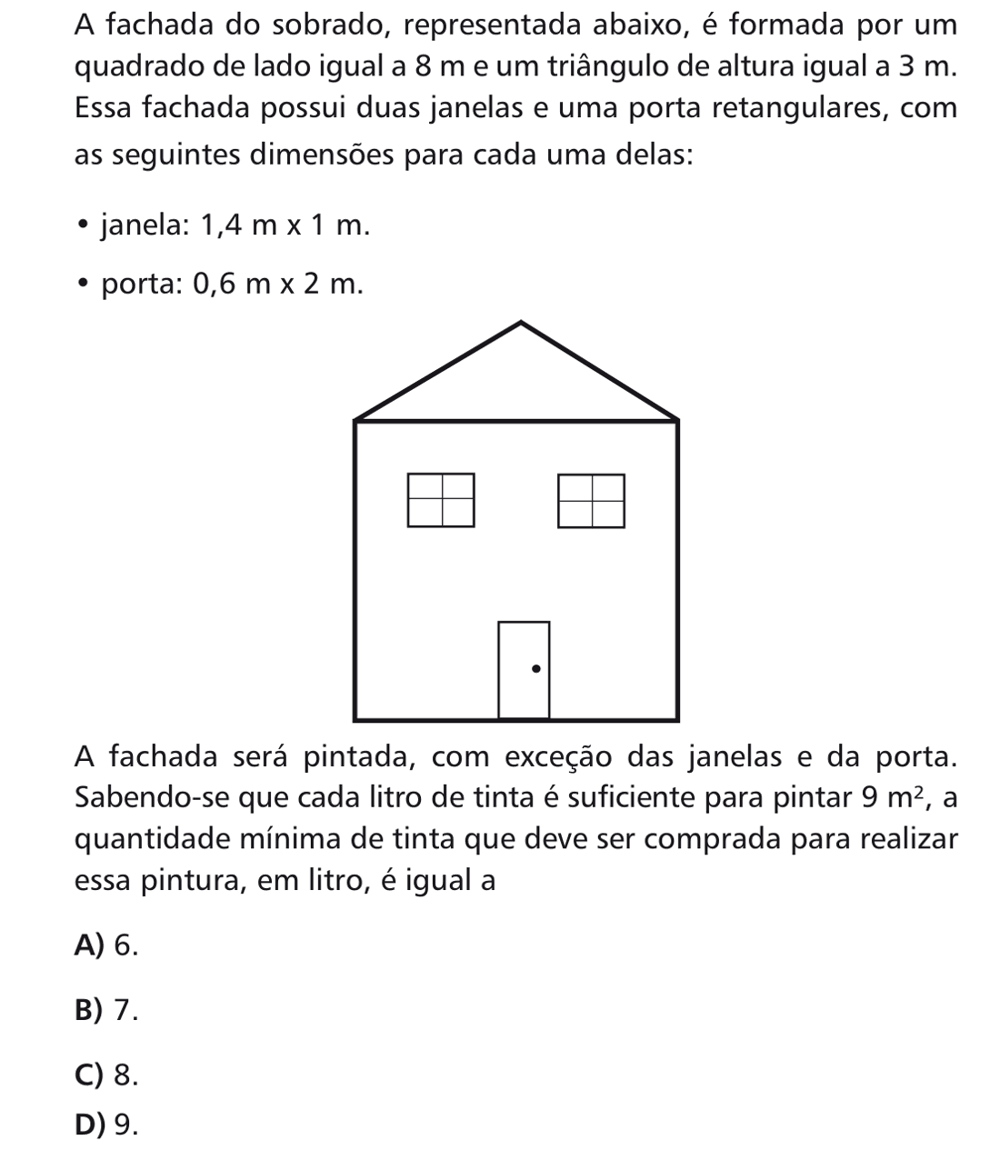 A fachada do sobrado, representada abaixo, é formada por um
quadrado de lado igual a 8 m e um triângulo de altura igual a 3 m.
Essa fachada possui duas janelas e uma porta retangulares, com
as seguintes dimensões para cada uma delas:
• janela: 1,4 m x 1 m.
• porta: 0,6 m x 2 m.
A fachada será pintada, com exceção das janelas e da porta.
Sabendo-se que cada litro de tinta é suficiente para pintar 9 m², a
quantidade mínima de tinta que deve ser comprada para realizar
essa pintura, em litro, é igual a
A) 6.
B) 7.
C) 8.
D) 9.